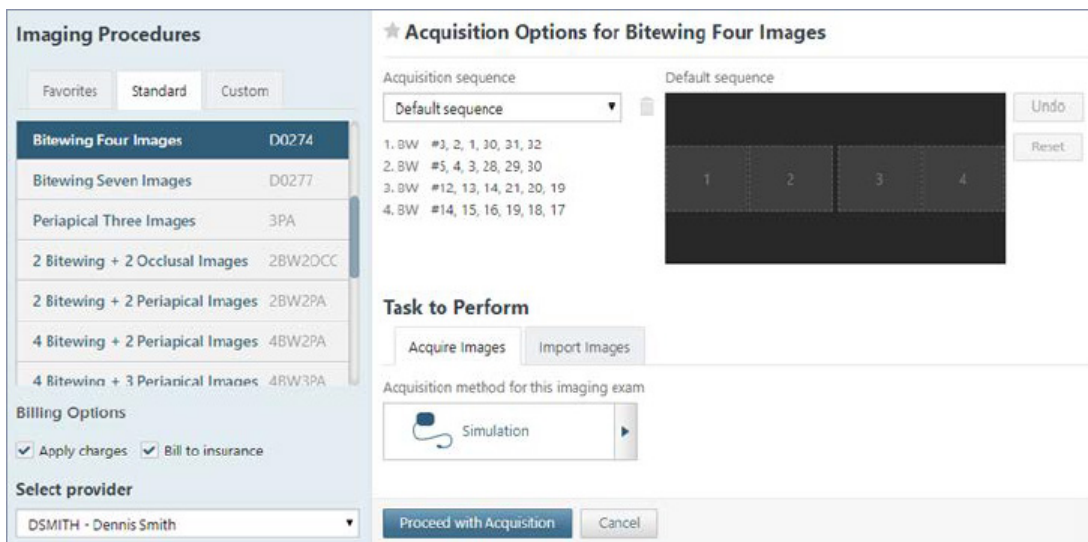 Imaging Procedures
Favorites Standard Custom
Bitewing Four Images D0274
Bitewing Seven Images D0277
Periapical Three Images 3PA
2 Bitewing + 2 Occlusal Images 2BW2OCC
2 Bitewing + 2 Periapical Images 2BW2PA
4 Bitewing + 2 Periapical Images 4BW2PA
4 Bitewing + 3 Periapical Images 4BW3PA
Billing Options
Apply charges Bill to insurance
Select provider
DSMITH - Dennis Smith
Acquisition Options for Bitewing Four Images
Acquisition sequence
Default sequence
1. BW #3, 2, 1, 30, 31, 32
2. BW #5, 4, 3, 28, 29, 30
3. BW #12, 13, 14, 21, 20, 19
4. BW #14, 15, 16, 19, 18, 17
Default sequence
1 2 3 4
Undo
Reset
Task to Perform
Acquire Images Import Images
Acquisition method for this imaging exam
Simulation
Proceed with Acquisition Cancel